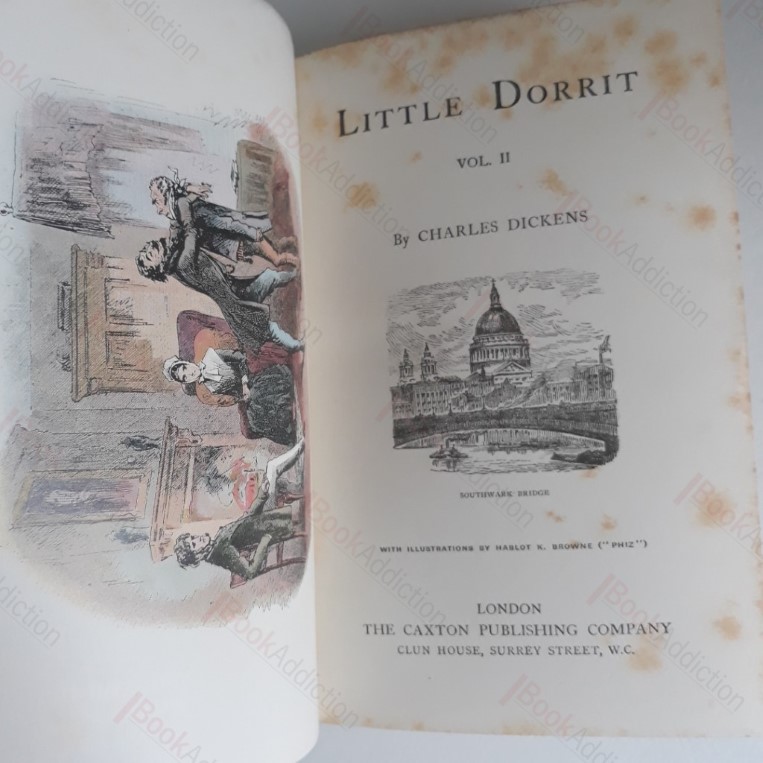 LITTLE DORRIT
VOL. II
By CHARLES DICKENS
SOUTHWARK BRIDGE
WITH ILLUSTRATIONS BY HABLOT K. BROWNE ("PHIZ")
LONDON
THE CAXTON PUBLISHING COMPANY
CLUN HOUSE, SURREY STREET, W.C.
BookAddiction